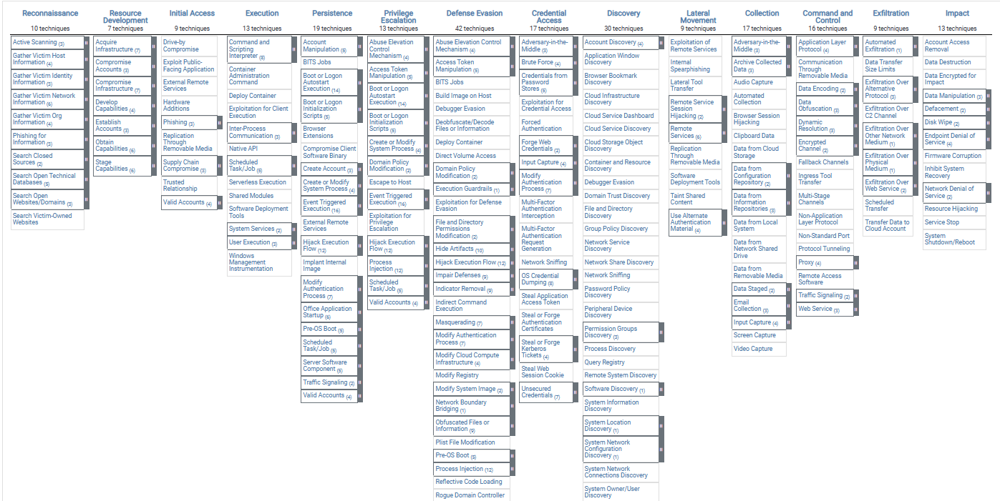 Reconnaissance
10 techniques
Active Scanning (3)
Gather Victim Host
Information (4)
Gather Victim Identity
Information (3)
Gather Victim Network
Information (6)
Gather Victim Org
Information (4)
Phishing for
Information (3)
Search Closed
Sources (2)
Search Open Technical
Databases (5)
Search Open
Websites/Domains (3)
Search Victim-Owned
Websites
Resource
Development
7 techniques
Acquire
Infrastructure (7)
Compromise
Accounts (3)
Compromise
Infrastructure (7)
Develop
Capabilities (4)
Establish
Accounts (3)
Obtain
Capabilities (6)
Stage
Capabilities (6)
Initial Access
9 techniques
Drive-by
Compromise
Exploit Public-
Facing Application
External Remote
Services
Hardware
Additions
Phishing (3)
Replication
Through
Removable Media
Supply Chain
Compromise (3)
Trusted
Relationship
Valid Accounts (4)
Execution
13 techniques
Command and
Scripting
Interpreter (8)
Container
Administration
Command
Deploy Container
Exploitation for Client
Execution
Inter-Process
Communication (3)
Native API
Scheduled
Task/Job (5)
Serverless Execution
Shared Modules
Software Deployment
Tools
System Services (2)
User Execution (3)
Windows
Management
Instrumentation
Persistence
19 techniques
Account
Manipulation (5)
BITS Jobs
Boot or Logon
Autostart
Execution (14)
Boot or Logon
Initialization
Scripts (5)
Browser
Extensions
Compromise Client
Software Binary
Create Account (3)
Create or Modify
System Process (4)
Event Triggered
Execution (16)
External Remote
Services
Hijack Execution
Flow (12)
Implant Internal
Image
Modify
Authentication
Process (7)
Office Application
Startup (6)
Pre-OS Boot (5)
Scheduled
Task/Job (5)
Server Software
Component (5)
Traffic Signaling (2)
Valid Accounts (4)
Privilege
Escalation
13 techniques
Abuse Elevation
Control
Mechanism (4)
Access Token
Manipulation (5)
Boot or Logon
Autostart
Execution (14)
Boot or Logon
Initialization
Scripts (5)
Create or Modify
System Process (4)
Domain Policy
Modification (2)
Escape to Host
Event Triggered
Execution (16)
Exploitation for
Privilege
Escalation
Hijack Execution
Flow (12)
Process
Injection (12)
Scheduled
Task/Job (5)
Valid Accounts (4)
Defense Evasion
42 techniques
Abuse Elevation Control
Mechanism (4)
Access Token
Manipulation (5)
BITS Jobs
Build Image on Host
Debugger Evasion
Deobfuscate/Decode
Files or Information
Deploy Container
Direct Volume Access
Domain Policy
Modification (2)
Execution Guardrails (1)
Exploitation for Defense
Evasion
File and Directory
Permissions
Modification (2)
Hide Artifacts (10)
Hijack Execution Flow (12)
Impair Defenses (9)
Indicator Removal (9)
Indirect Command
Execution
Masquerading (7)
Modify Authentication
Process (7)
Modify Cloud Compute
Infrastructure (4)
Modify Registry
Modify System Image (2)
Network Boundary
Bridging (1)
Obfuscated Files or
Information (9)
Plist File Modification
Pre-OS Boot (5)
Process Injection (12)
Reflective Code Loading
Rogue Domain Controller
Credential
Access
17 techniques
Adversary-in-the-
Middle (3)
Brute Force (4)
Credentials from
Password
Stores (5)
Exploitation for
Credential Access
Forced
Authentication
Forge Web
Credentials (2)
Input Capture (4)
Modify
Authentication
Process (7)
Multi-Factor
Authentication
Interception
Multi-Factor
Authentication
Request
Generation
Network Sniffing
OS Credential
Dumping (8)
Steal Application
Access Token
Steal or Forge
Authentication
Certificates
Steal or Forge
Kerberos
Tickets (4)
Steal Web
Session Cookie
Unsecured
Credentials (7)
Discovery
30 techniques
Account Discovery (4)
Application Window
Discovery
Browser Bookmark
Discovery
Cloud Infrastructure
Discovery
Cloud Service Dashboard
Cloud Service Discovery
Cloud Storage Object
Discovery
Container and Resource
Discovery
Debugger Evasion
Domain Trust Discovery
File and Directory
Discovery
Group Policy Discovery
Network Service
Discovery
Network Share Discovery
Network Sniffing
Password Policy
Discovery
Peripheral Device
Discovery
Permission Groups
Discovery (3)
Process Discovery
Query Registry
Remote System Discovery
Software Discovery (1)
System Information
Discovery
System Location
Discovery (1)
System Network
Configuration
Discovery (1)
System Network
Connections Discovery
System Owner/User
Discovery
Lateral
Movement
9 techniques
Exploitation of
Remote Services
Internal
Spearphishing
Lateral Tool
Transfer
Remote Service
Session
Hijacking (2)
Remote
Services (6)
Replication
Through
Removable Media
Software
Deployment Tools
Taint Shared
Content
Use Alternate
Authentication
Material (4)
Collection
17 techniques
Adversary-in-the-
Middle (3)
Archive Collected
Data (3)
Audio Capture
Automated
Collection
Browser Session
Hijacking
Clipboard Data
Data from Cloud
Storage
Data from
Configuration
Repository (2)
Data from
Information
Repositories (3)
Data from Local
System
Data from
Network Shared
Drive
Data from
Removable Media
Data Staged (2)
Email
Collection (3)
Input Capture (4)
Screen Capture
Video Capture
Command and
Control
16 techniques
Application Layer
Protocol (4)
Communication
Through
Removable Media
Data Encoding (2)
Data
Obfuscation (3)
Dynamic
Resolution (3)
Encrypted
Channel (2)
Fallback Channels
Ingress Tool
Transfer
Multi-Stage
Channels
Non-Application
Layer Protocol
Non-Standard Port
Protocol Tunneling
Proxy (4)
Remote Access
Software
Traffic Signaling (2)
Web Service (3)
Exfiltration
9 techniques
Automated
Exfiltration (1)
Data Transfer
Size Limits
Exfiltration Over
Alternative
Protocol (3)
Exfiltration Over
C2 Channel
Exfiltration Over
Other Network
Medium (1)
Exfiltration Over
Physical
Medium (1)
Exfiltration Over
Web Service (2)
Scheduled
Transfer
Transfer Data to
Cloud Account
Impact
13 techniques
Account Access
Removal
Data Destruction
Data Encrypted for
Impact
Data Manipulation (3)
Defacement (2)
Disk Wipe (2)
Endpoint Denial of
Service (4)
Firmware Corruption
Inhibit System
Recovery
Network Denial of
Service (2)
Resource Hijacking
Service Stop
System
Shutdown/Reboot